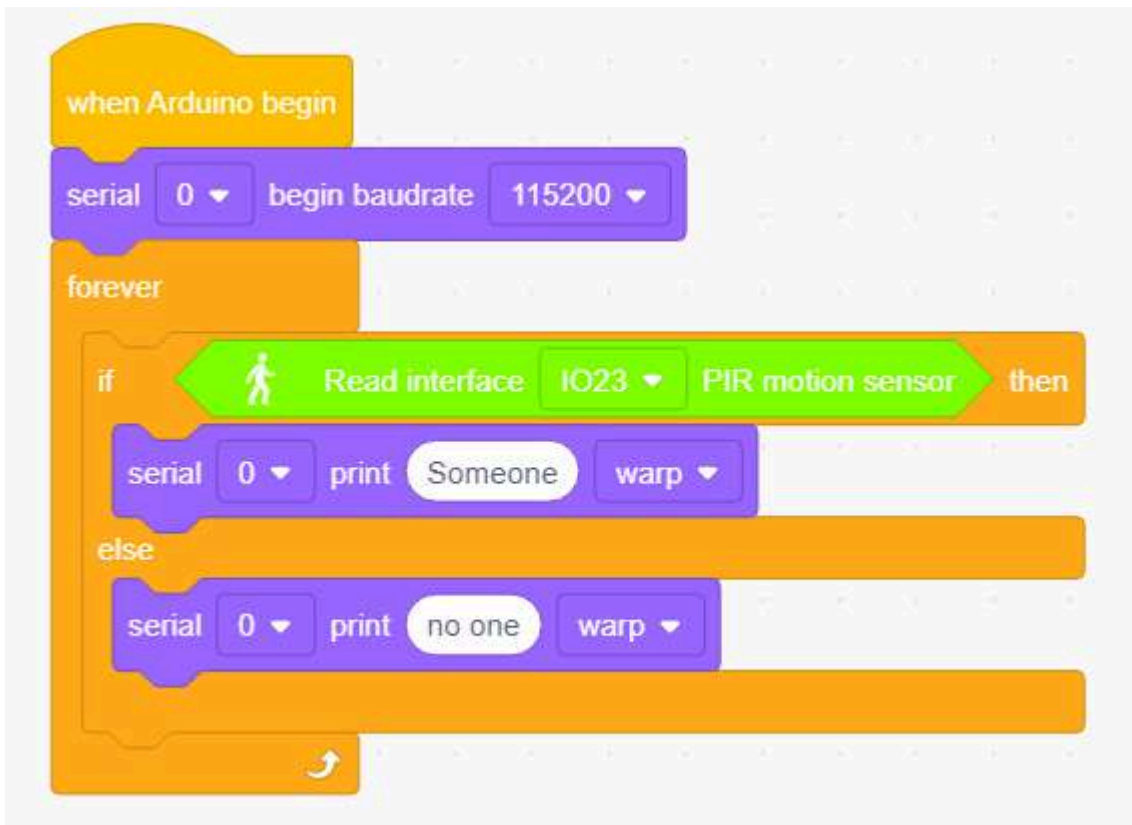 when Arduino begin
serial 0 begin baudrate 115200
forever
if Read interface IO23 PIR motion sensor then
serial 0 print Someone warp
else
serial 0 print no one warp